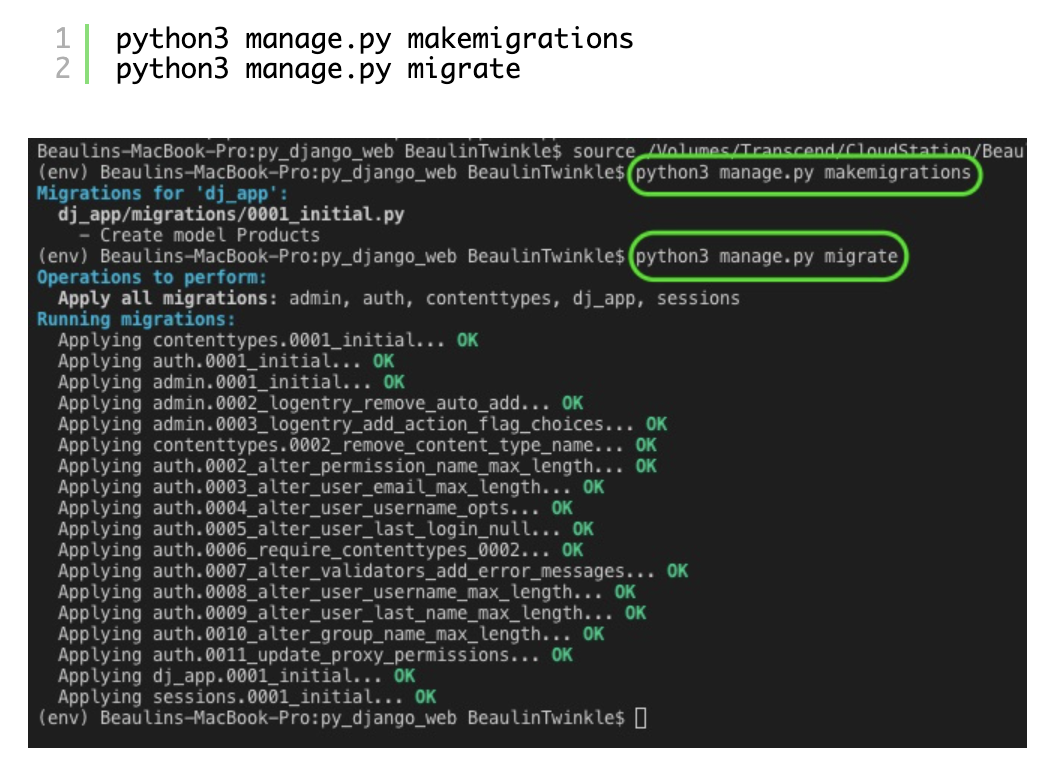 1 python3 manage.py makemigrations
2 python3 manage.py migrate
Beaulins-MacBook-Pro:py_django_web BeaulinTwinkle$ source /Volumes/Transcend/CloudStation/Beau
(env) Beaulins-MacBook-Pro:py_django_web BeaulinTwinkle$ python3 manage.py makemigrations
Migrations for 'dj_app':
dj_app/migrations/0001_initial.py
- Create model Products
(env) Beaulins-MacBook-Pro:py_django_web BeaulinTwinkle$ python3 manage.py migrate
Operations to perform:
Apply all migrations: admin, auth, contenttypes, dj_app, sessions
Running migrations:
Applying contenttypes.0001_initial... OK
Applying auth.0001_initial... OK
Applying admin.0001_initial... OK
Applying admin.0002_logentry_remove_auto_add... OK
Applying admin.0003_logentry_add_action_flag_choices... OK
Applying contenttypes.0002_remove_content_type_name... OK
Applying auth.0002_alter_permission_name_max_length... OK
Applying auth.0003_alter_user_email_max_length... OK
Applying auth.0004_alter_user_username_opts... OK
Applying auth.0005_alter_user_last_login_null... OK
Applying auth.0006_require_contenttypes_0002... OK
Applying auth.0007_alter_validators_add_error_messages... OK
Applying auth.0008_alter_user_username_max_length... OK
Applying auth.0009_alter_user_last_name_max_length... OK
Applying auth.0010_alter_group_name_max_length... OK
Applying auth.0011_update_proxy_permissions... OK
Applying dj_app.0001_initial... OK
Applying sessions.0001_initial... OK
(env) Beaulins-MacBook-Pro:py_django_web BeaulinTwinkle$